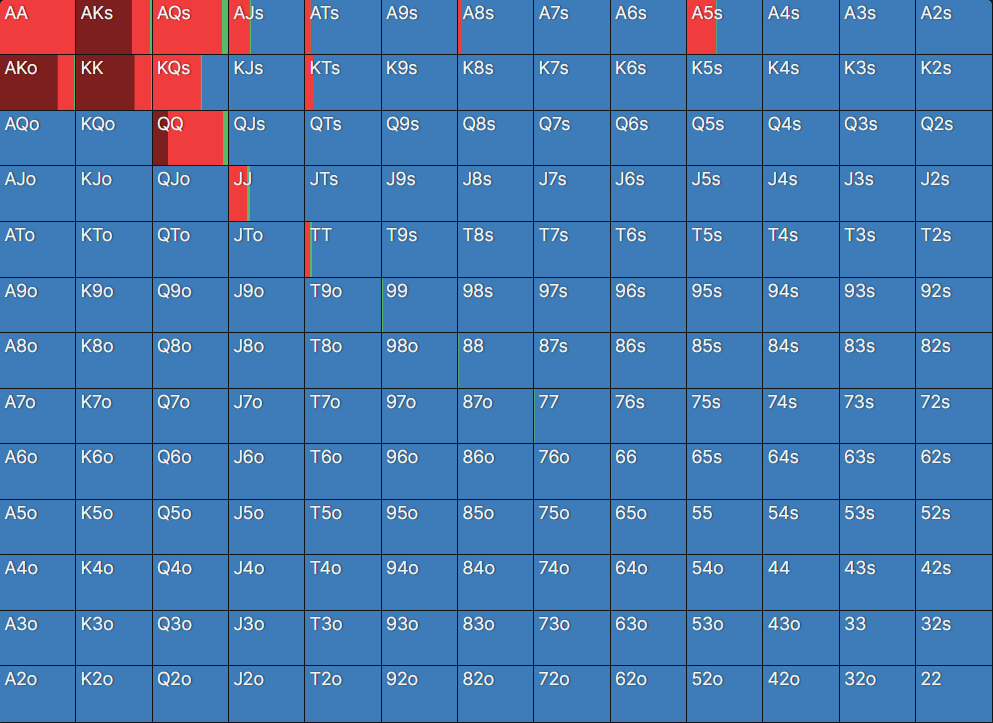 AA AKs AQs AJs ATs A9s A8s A7s A6s A5s A4s A3s A2s
AKo KK KQs KJs KTs K9s K8s K7s K6s K5s K4s K3s K2s
AQo KQo QQ QJs QTs Q9s Q8s Q7s Q6s Q5s Q4s Q3s Q2s
AJo KJo QJo JJ JTs J9s J8s J7s J6s J5s J4s J3s J2s
ATo KTo QTo JTo TT T9s T8s T7s T6s T5s T4s T3s T2s
A9o K9o Q9o J9o T9o 99 98s 97s 96s 95s 94s 93s 92s
A8o K8o Q8o J8o T8o 98o 88 87s 86s 85s 84s 83s 82s
A7o K7o Q7o J7o T7o 97o 87o 77 76s 75s 74s 73s 72s
A6o K6o Q6o J6o T6o 96o 86o 76o 66 65s 64s 63s 62s
A5o K5o Q5o J5o T5o 95o 85o 75o 65o 55 54s 53s 52s
A4o K4o Q4o J4o T4o 94o 84o 74o 64o 54o 44 43s 42s
A3o K3o Q3o J3o T3o 93o 83o 73o 63o 53o 43o 33 32s
A2o K2o Q2o J2o T2o 92o 82o 72o 62o 52o 42o 32o 22